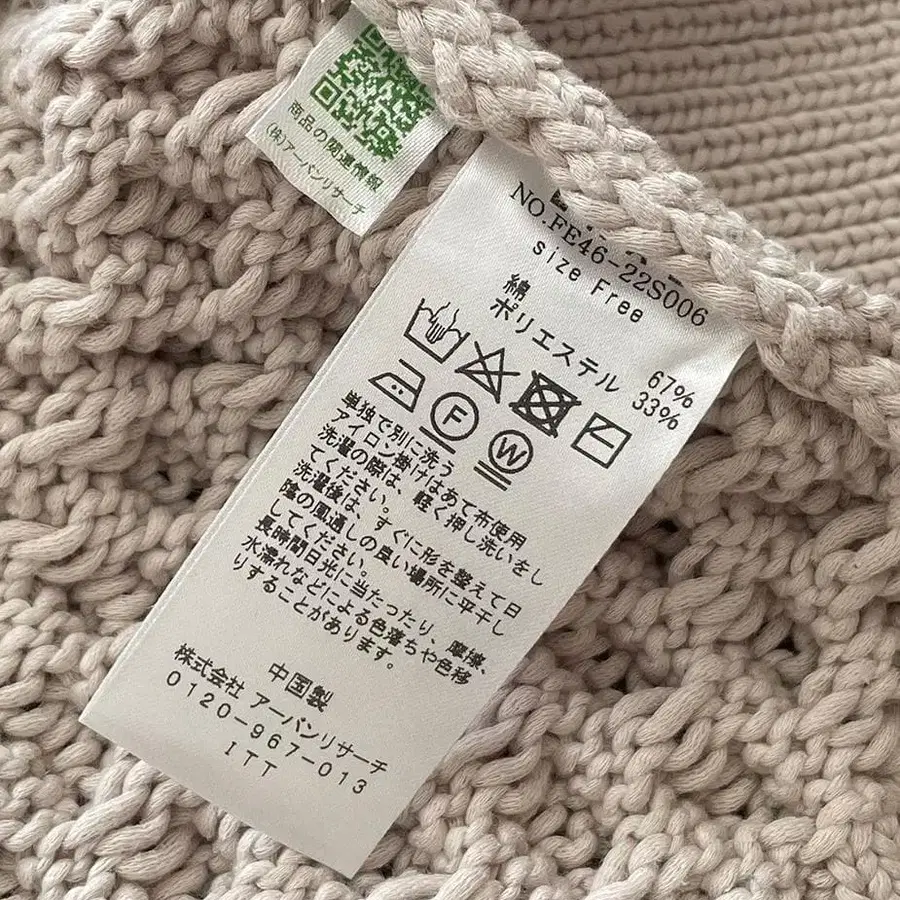 商品の関連情報
(株)アーバンリサーチ
NO.FE46-22S006
size Free
綿 67%
ポリエステル 33%
F
W
単独で別に洗う
アイロン掛けはあて布使用
洗濯の際は、軽く押し洗いをし
てください。
洗濯後は、すぐに形を整えて日
陰の風通しの良い場所に平干し
してください。
長時間日光に当たったり、摩擦、
水濡れなどによる色落ちや色移
りすることがあります。
中国製
株式会社 アーバンリサーチ
0120-967-013
ITT